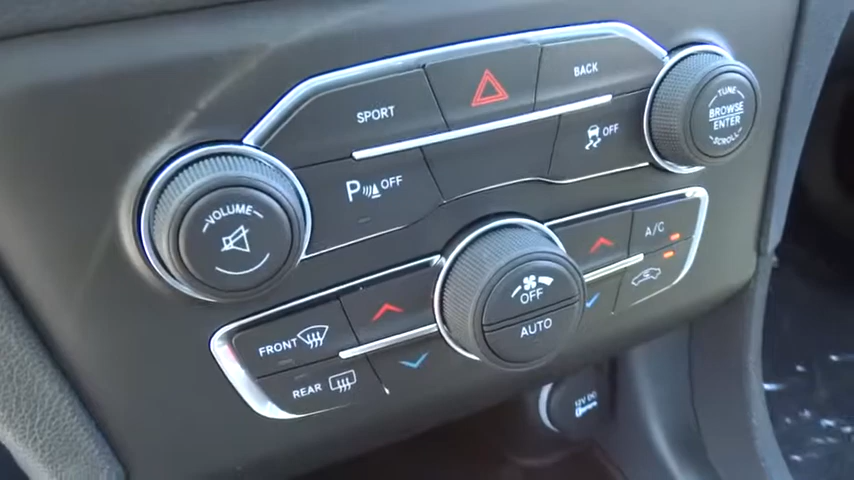 SPORT
BACK
TUNE
BROWSE
ENTER
SCROLL
P OFF
OFF
VOLUME
A/C
OFF
AUTO
FRONT
REAR
12V DC